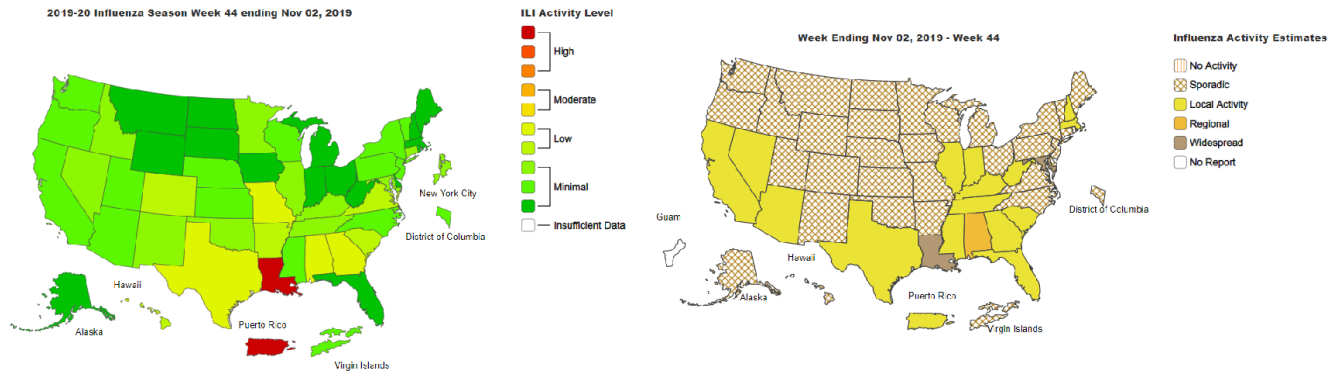 2019-20 Influenza Season Week 44 ending Nov 02, 2019
ILI Activity Level
High
Moderate
Low
Minimal
Insufficient Data
New York City
District of Columbia
Hawaii
Alaska
Puerto Rico
Virgin Islands
Week Ending Nov 02, 2019 - Week 44
Influenza Activity Estimates
No Activity
Sporadic
Local Activity
Regional
Widespread
No Report
Guam
District of Columbia
Hawaii
Alaska
Puerto Rico
Virgin Islands